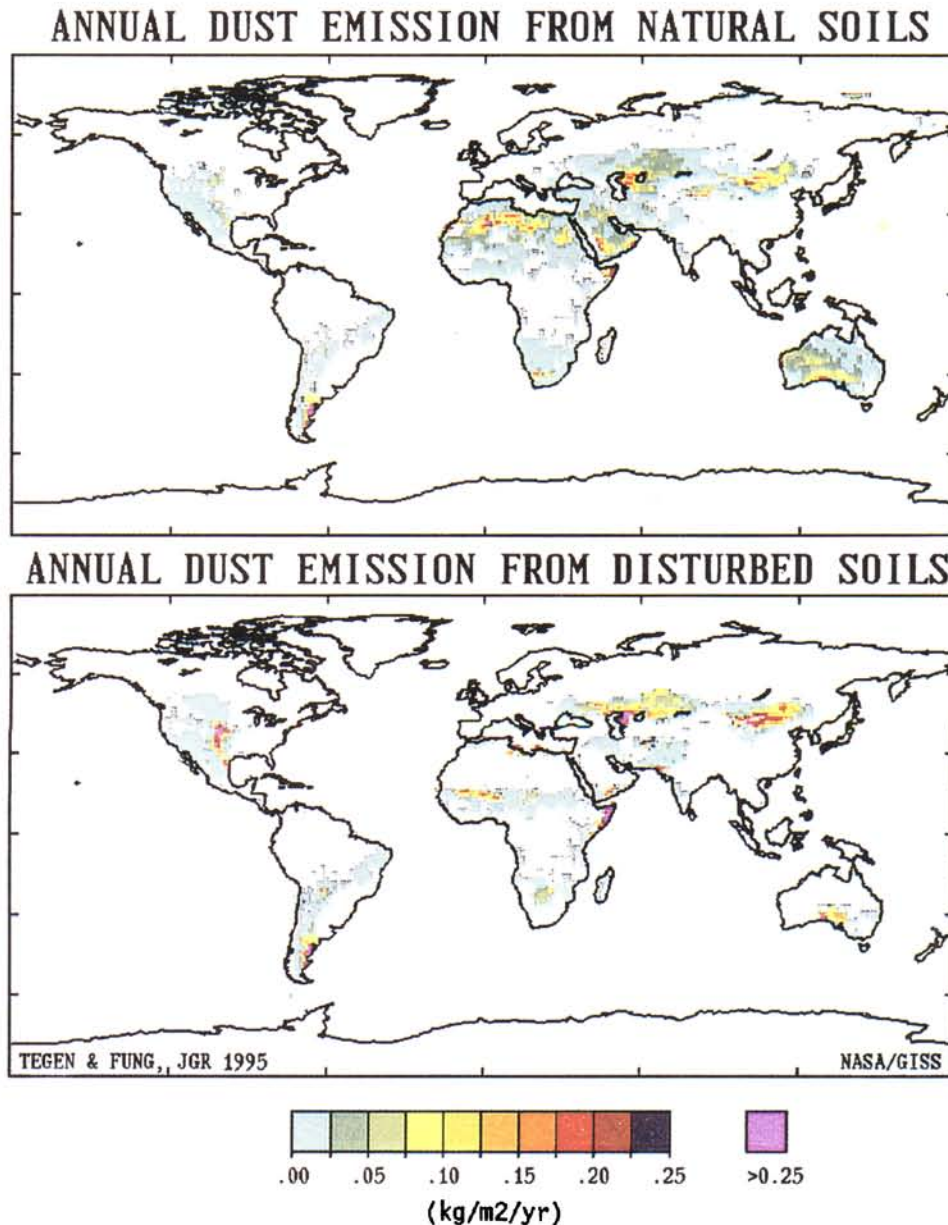 ANNUAL DUST EMISSION FROM NATURAL SOILS
ANNUAL DUST EMISSION FROM DISTURBED SOILS
TEGEN & FUNG, JGR 1995 NASA/GISS
.00 .05 .10 .15 .20 .25 >0.25
(kg/m2/yr)